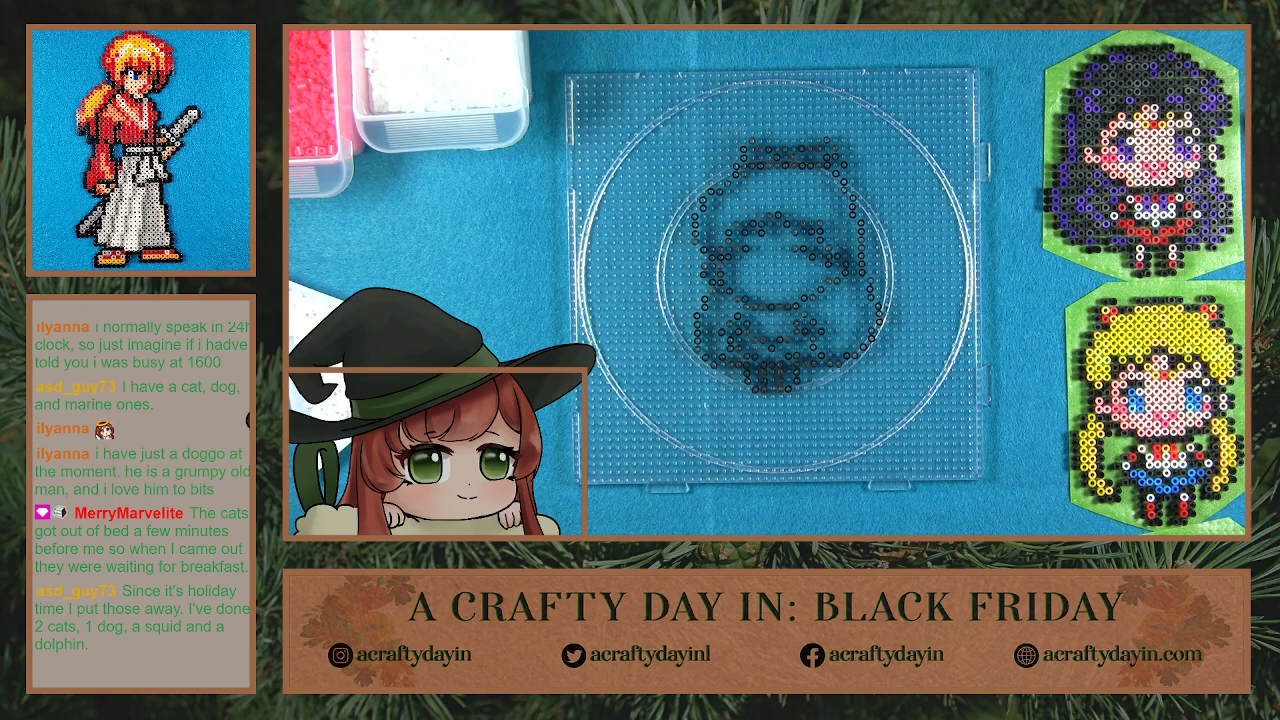 ilyanna i normally speak in 24h
clock, so just imagine if i hadve
told you i was busy at 1600
asd_guy73 I have a cat, dog,
and marine ones.
ilyanna
ilyanna i have just a doggo at
the moment. he is a grumpy old
man, and i love him to bits
MerryMarvelite The cats
got out of bed a few minutes
before me so when I came out
they were waiting for breakfast.
asd_guy73 Since it's holiday
time I put those away. I've done
2 cats, 1 dog, a squid and a
dolphin.
A CRAFTY DAY IN: BLACK FRIDAY
acraftydayin acraftydayinl acraftydayin acraftydayin.com